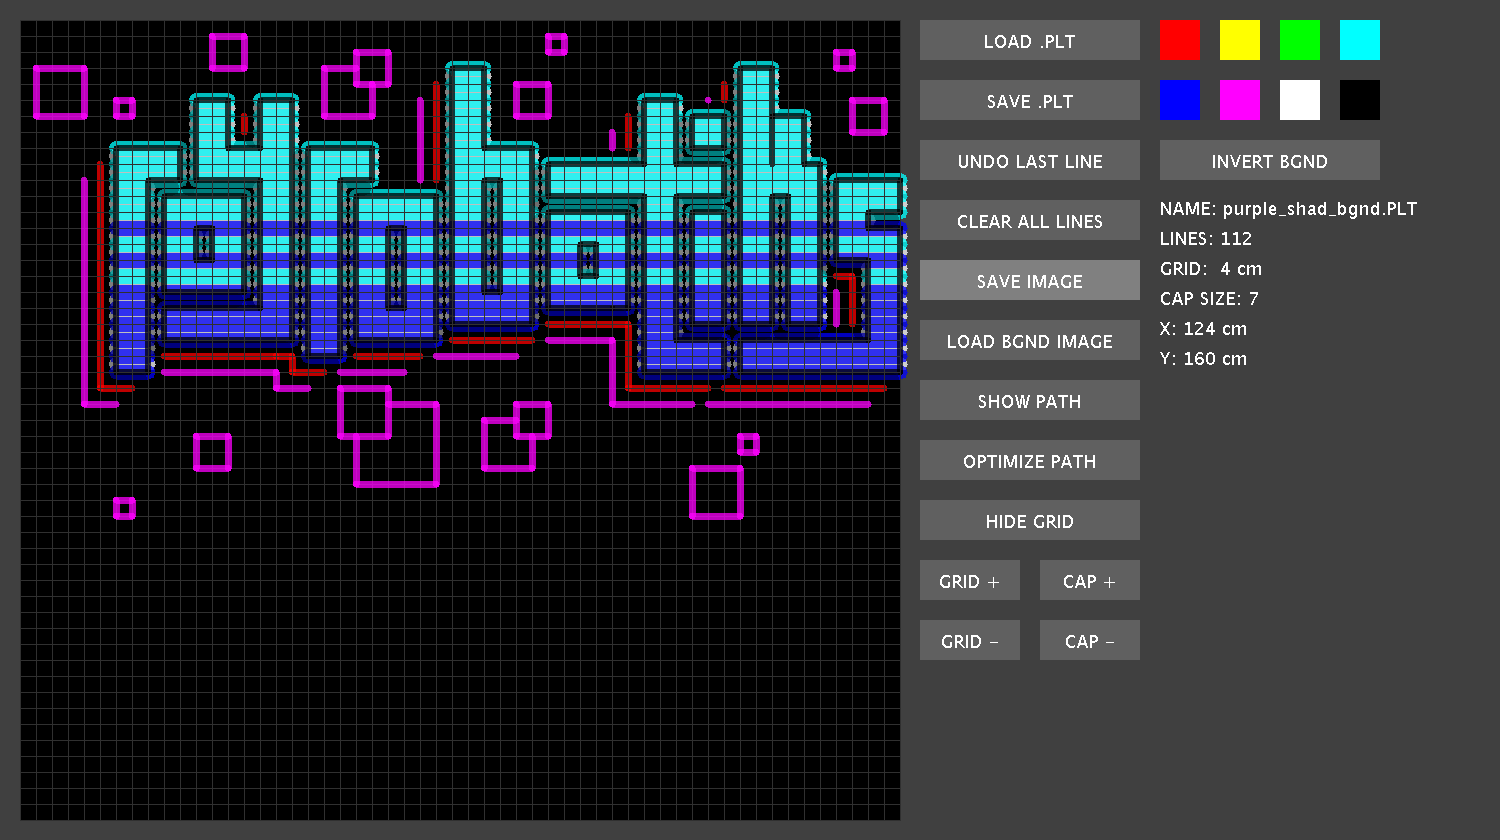 LOAD .PLT
SAVE .PLT
UNDO LAST LINE
CLEAR ALL LINES
SAVE IMAGE
LOAD BGND IMAGE
SHOW PATH
OPTIMIZE PATH
HIDE GRID
GRID +
CAP +
GRID −
CAP −
INVERT BGND
NAME: purple_shad_bgnd.PLT
LINES: 112
GRID: 4 cm
CAP SIZE: 7
X: 124 cm
Y: 160 cm